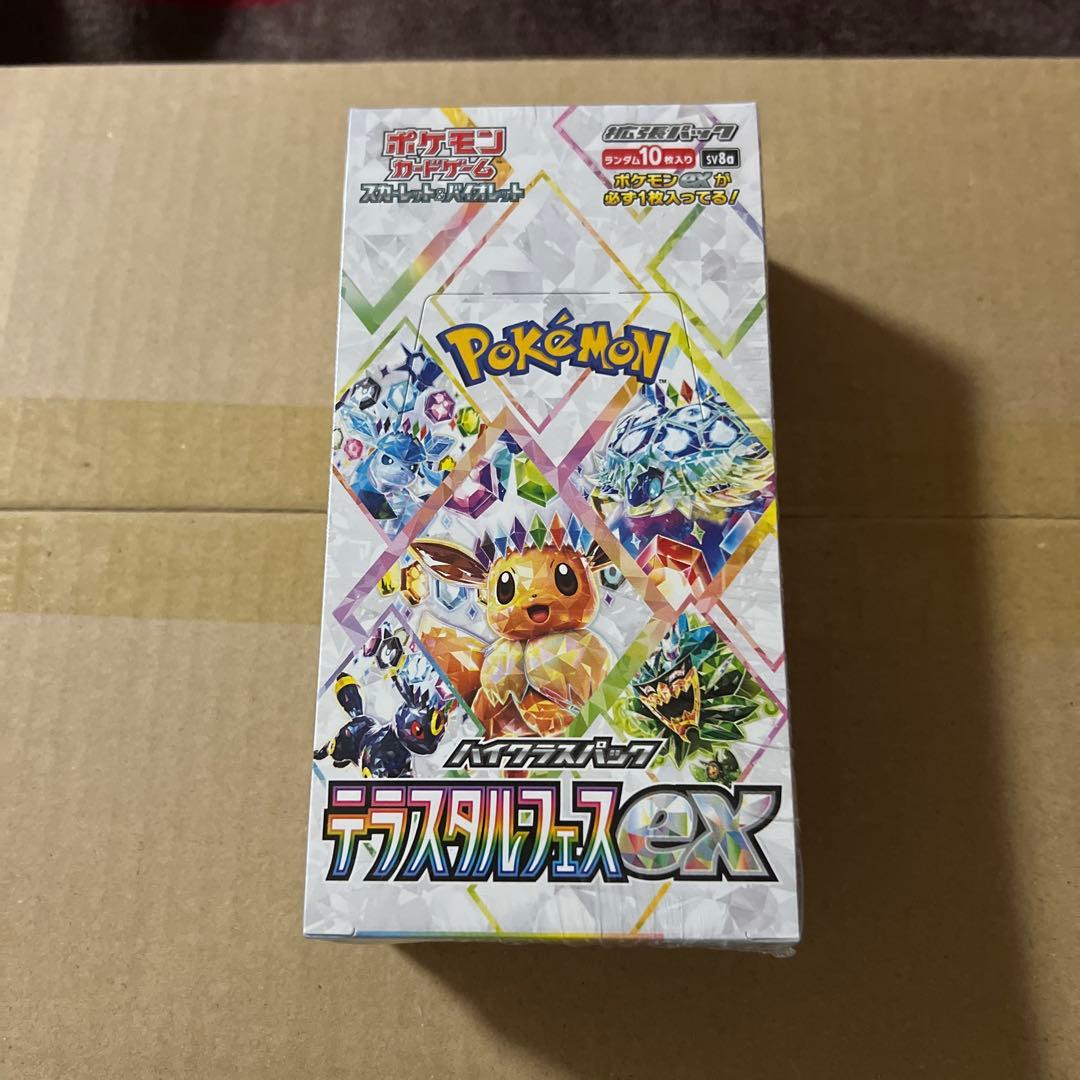 ポケモン
カードゲーム
スカーレット&バイオレット
拡張パック
ランダム10枚入り SV8a
ポケモンexが
必ず1枚入ってる!
POKÉMON
TM
ハイクラスパック
テラスタル・フェスex